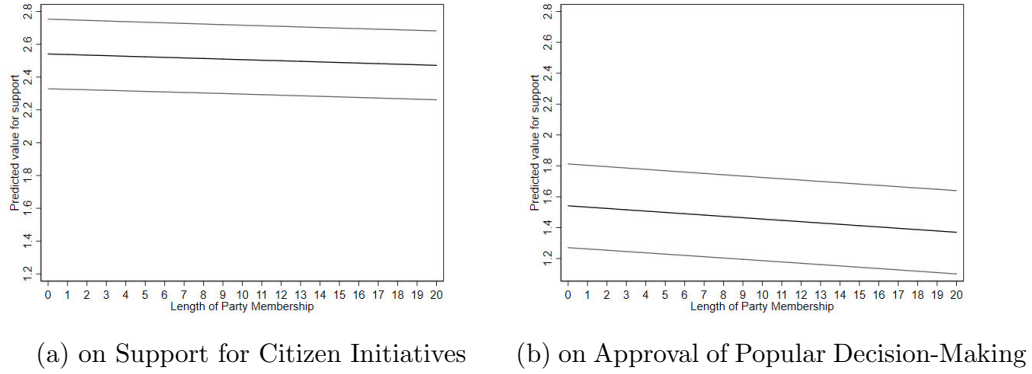 Predicted value for support
2.8
2.6
2.4
2.2
2
1.8
1.6
1.4
1.2
0 1 2 3 4 5 6 7 8 9 10 11 12 13 14 15 16 17 18 19 20
Length of Party Membership
(a) on Support for Citizen Initiatives
Predicted value for support
2.8
2.6
2.4
2.2
2
1.8
1.6
1.4
1.2
0 1 2 3 4 5 6 7 8 9 10 11 12 13 14 15 16 17 18 19 20
Length of Party Membership
(b) on Approval of Popular Decision-Making